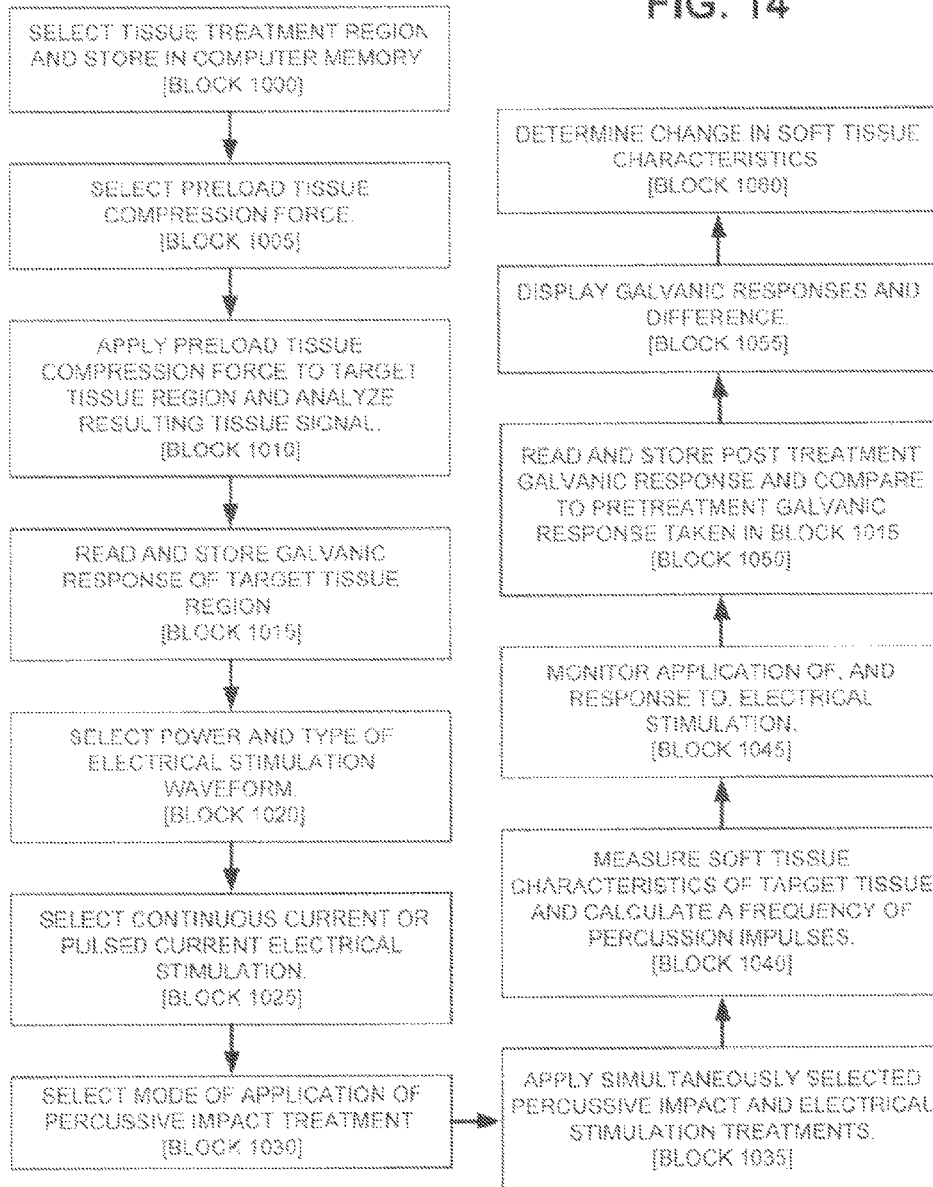 FIG. 14
SELECT TISSUE TREATMENT REGION
AND STORE IN COMPUTER MEMORY
[BLOCK 1000]
SELECT PRELOAD TISSUE
COMPRESSION FORCE.
[BLOCK 1005]
APPLY PRELOAD TISSUE
COMPRESSION FORCE TO TARGET
TISSUE REGION AND ANALYZE
RESULTING TISSUE SIGNAL.
[BLOCK 1010]
READ AND STORE GALVANIC
RESPONSE OF TARGET TISSUE
REGION
[BLOCK 1015]
SELECT POWER AND TYPE OF
ELECTRICAL STIMULATION
WAVEFORM.
[BLOCK 1020]
SELECT CONTINUOUS CURRENT OR
PULSED CURRENT ELECTRICAL
STIMULATION.
[BLOCK 1025]
SELECT MODE OF APPLICATION OF
PERCUSSIVE IMPACT TREATMENT
[BLOCK 1030]
APPLY SIMULTANEOUSLY SELECTED
PERCUSSIVE IMPACT AND ELECTRICAL
STIMULATION TREATMENTS.
[BLOCK 1035]
MEASURE SOFT TISSUE
CHARACTERISTICS OF TARGET TISSUE
AND CALCULATE A FREQUENCY OF
PERCUSSION IMPULSES.
[BLOCK 1040]
MONITOR APPLICATION OF, AND
RESPONSE TO, ELECTRICAL
STIMULATION.
[BLOCK 1045]
READ AND STORE POST TREATMENT
GALVANIC RESPONSE AND COMPARE
TO PRETREATMENT GALVANIC
RESPONSE TAKEN IN BLOCK 1015
[BLOCK 1050]
DISPLAY GALVANIC RESPONSES AND
DIFFERENCE.
[BLOCK 1055]
DETERMINE CHANGE IN SOFT TISSUE
CHARACTERISTICS
[BLOCK 1060]